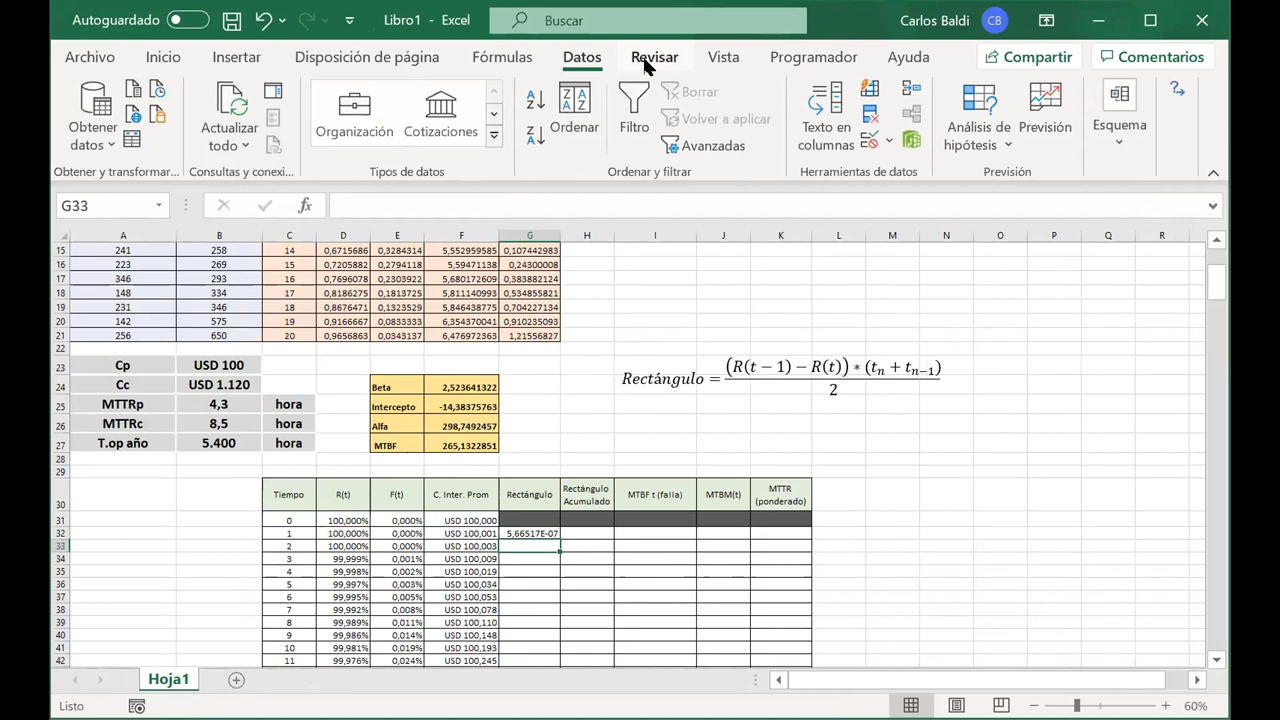 Autoguardado Libro1 - Excel Buscar Carlos Baldi CB
Archivo Inicio Insertar Disposición de página Fórmulas Datos Revisar Vista Programador Ayuda Compartir Comentarios
Obtener datos
Actualizar todo
Organización
Cotizaciones
Ordenar
Filtro
Borrar
Volver a aplicar
Avanzadas
Texto en columnas
Análisis de hipótesis
Previsión
Esquema
Obtener y transformar... Consultas y conexi... Tipos de datos Ordenar y filtrar Herramientas de datos Previsión
G33 fx
A B C D E F G H I J K L M N O P Q R
15 241 258 14 0,6715686 0,3284314 5,552959585 0,107442983
16 223 269 15 0,7205882 0,2794118 5,59471138 0,24300008
17 346 293 16 0,7696078 0,2303922 5,680172609 0,383882124
18 148 334 17 0,8186275 0,1813725 5,811140993 0,534855821
19 231 346 18 0,8676471 0,1323529 5,846438775 0,704227134
20 142 575 19 0,9166667 0,0833333 6,354370041 0,910235093
21 256 650 20 0,9656863 0,0343137 6,476972363 1,21556827
22
23 Cp USD 100
24 Cc USD 1.120 Beta 2,523641322
25 MTTRp 4,3 hora Intercepto -14,38375763
26 MTTRc 8,5 hora Alfa 298,7492457
27 T.op año 5.400 hora MTBF 265,1322851
Rectángulo = (R(t − 1) − R(t)) ∗ (tn + tn−1)
2
28
29
30 Tiempo R(t) F(t) C. Inter. Prom Rectángulo Rectángulo Acumulado MTBF t (falla) MTBM(t) MTTR (ponderado)
31 0 100,000% 0,000% USD 100,000
32 1 100,000% 0,000% USD 100,001 5,66517E-07
33 2 100,000% 0,000% USD 100,003
34 3 99,999% 0,001% USD 100,009
35 4 99,998% 0,002% USD 100,019
36 5 99,997% 0,003% USD 100,034
37 6 99,995% 0,005% USD 100,053
38 7 99,992% 0,008% USD 100,078
39 8 99,989% 0,011% USD 100,110
40 9 99,986% 0,014% USD 100,148
41 10 99,981% 0,019% USD 100,193
42 11 99,976% 0,024% USD 100,245
Hoja1
Listo 60%